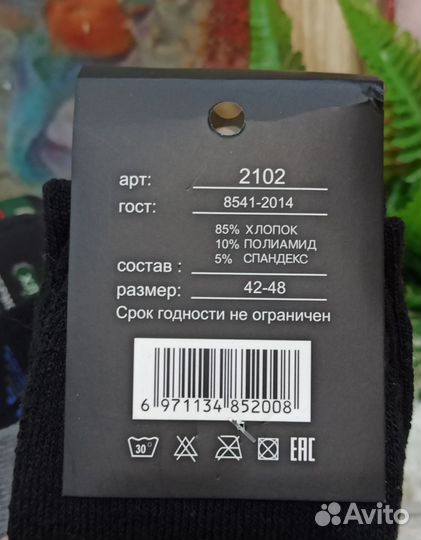 арт: 2102
гост: 8541-2014
85% ХЛОПОК
10% ПОЛИАМИД
состав : 5% СПАНДЕКС
размер: 42-48
Срок годности не ограничен
6 971134 852008
30° EAC
Avito